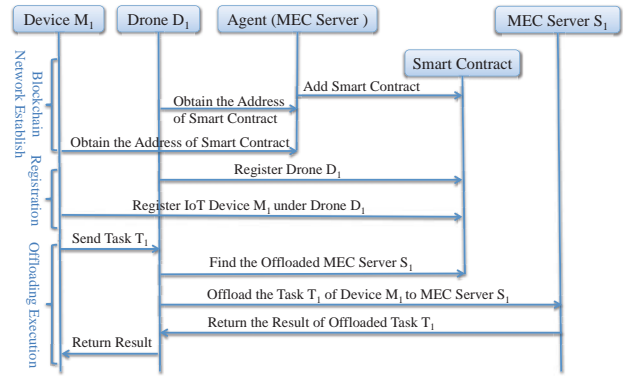 Device M1
Drone D1
Agent (MEC Server )
MEC Server S1
Smart Contract
Blockchain
Network Establish
Add Smart Contract
Obtain the Address
of Smart Contract
Obtain the Address of Smart Contract
Registration
Register Drone D1
Register IoT Device M1 under Drone D1
Offloading Execution
Send Task T1
Find the Offloaded MEC Server S1
Offload the Task T1 of Device M1 to MEC Server S1
Return the Result of Offloaded Task T1
Return Result